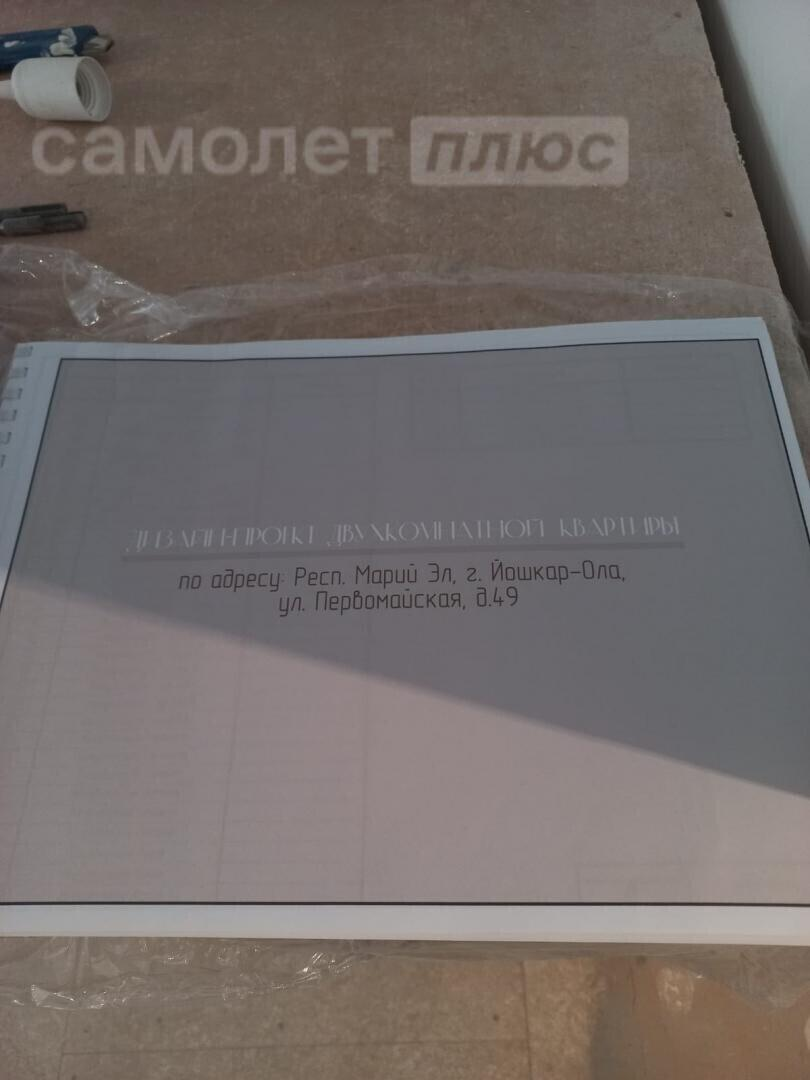 самолет плюс
ДИЗАЙН-ПРОЕКТ ДВУХКОМНАТНОЙ КВАРТИРЫ
по адресу: Респ. Марий Эл, г. Йошкар-Ола,
ул. Первомайская, д.49